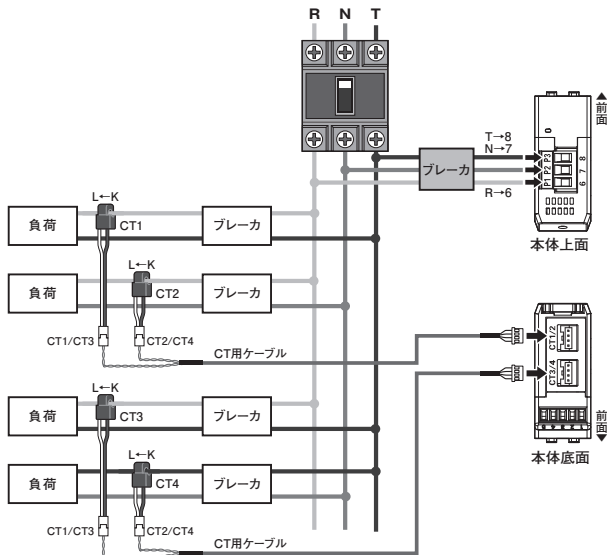 R N T
T→8
N→7
R→6
ブレーカ
P3 P2 P1
8 7 6
前面
本体上面
L←K
CT1
負荷
ブレーカ
L←K
CT2
負荷
ブレーカ
CT1/CT3
CT2/CT4
CT用ケーブル
CT1/2
CT3/4
前面
本体底面
L←K
CT3
負荷
ブレーカ
L←K
CT4
負荷
ブレーカ
CT1/CT3
CT2/CT4
CT用ケーブル